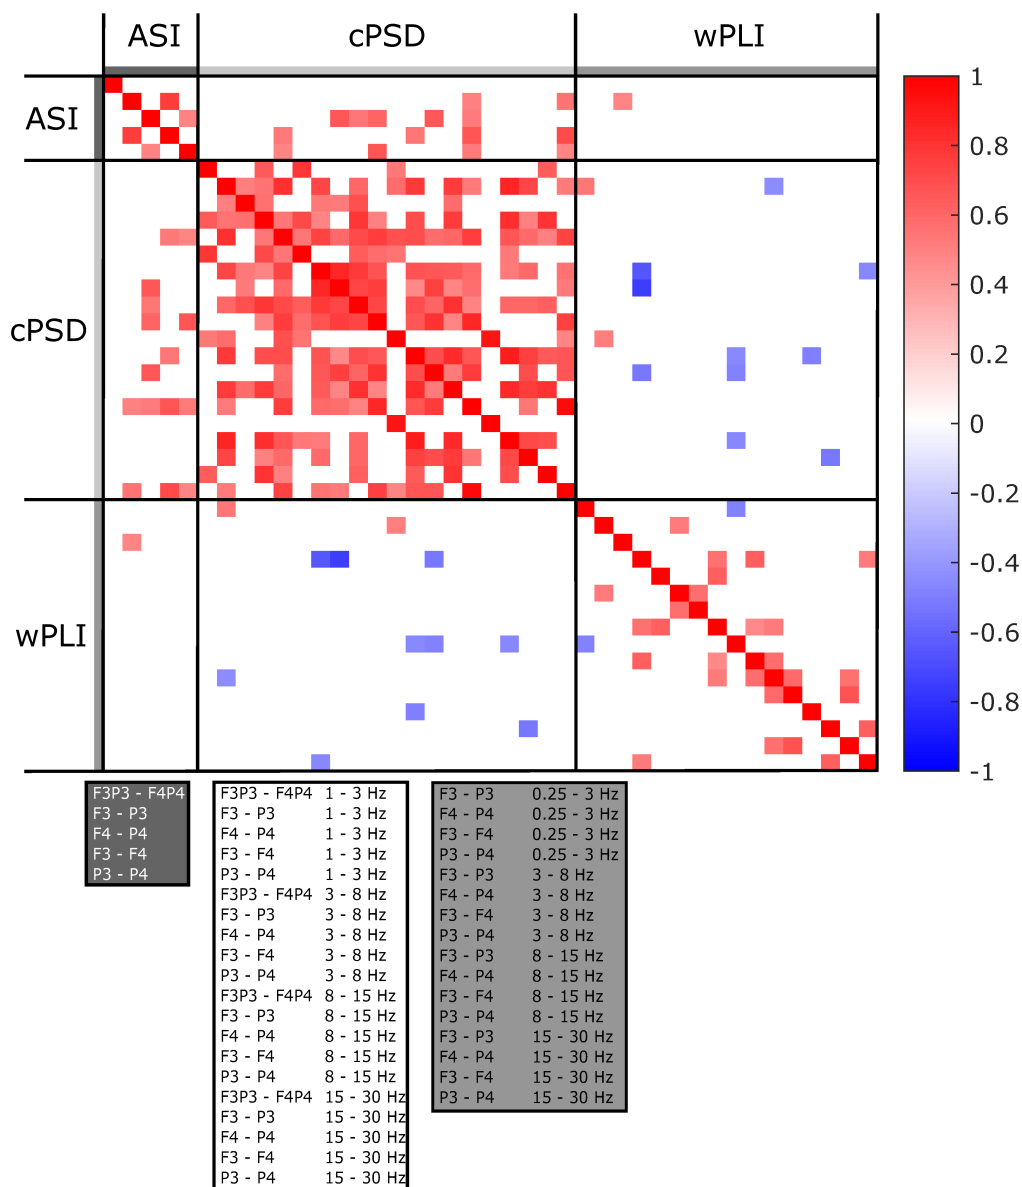 ASI cPSD wPLI
ASI
cPSD
wPLI
1
0.8
0.6
0.4
0.2
0
-0.2
-0.4
-0.6
-0.8
-1
F3P3 - F4P4
F3 - P3
F4 - P4
F3 - F4
P3 - P4
F3P3 - F4P4 1 - 3 Hz
F3 - P3 1 - 3 Hz
F4 - P4 1 - 3 Hz
F3 - F4 1 - 3 Hz
P3 - P4 1 - 3 Hz
F3P3 - F4P4 3 - 8 Hz
F3 - P3 3 - 8 Hz
F4 - P4 3 - 8 Hz
F3 - F4 3 - 8 Hz
P3 - P4 3 - 8 Hz
F3P3 - F4P4 8 - 15 Hz
F3 - P3 8 - 15 Hz
F4 - P4 8 - 15 Hz
F3 - F4 8 - 15 Hz
P3 - P4 8 - 15 Hz
F3P3 - F4P4 15 - 30 Hz
F3 - P3 15 - 30 Hz
F4 - P4 15 - 30 Hz
F3 - F4 15 - 30 Hz
P3 - P4 15 - 30 Hz
F3 - P3 0.25 - 3 Hz
F4 - P4 0.25 - 3 Hz
F3 - F4 0.25 - 3 Hz
P3 - P4 0.25 - 3 Hz
F3 - P3 3 - 8 Hz
F4 - P4 3 - 8 Hz
F3 - F4 3 - 8 Hz
P3 - P4 3 - 8 Hz
F3 - P3 8 - 15 Hz
F4 - P4 8 - 15 Hz
F3 - F4 8 - 15 Hz
P3 - P4 8 - 15 Hz
F3 - P3 15 - 30 Hz
F4 - P4 15 - 30 Hz
F3 - F4 15 - 30 Hz
P3 - P4 15 - 30 Hz